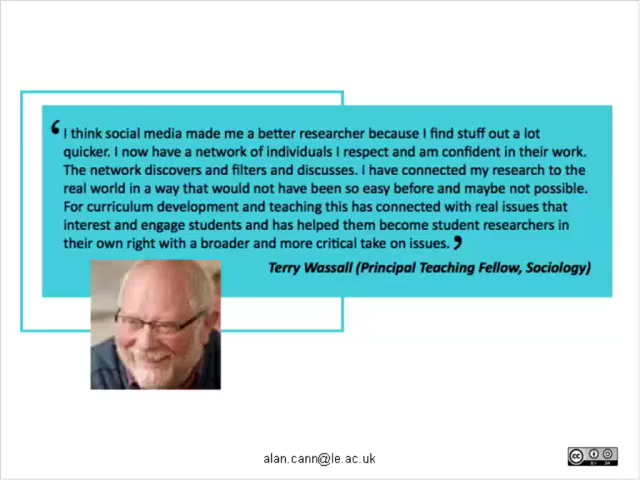 ‘ I think social media made me a better researcher because I find stuff out a lot
quicker. I now have a network of individuals I respect and am confident in their work.
The network discovers and filters and discusses. I have connected my research to the
real world in a way that would not have been so easy before and maybe not possible.
For curriculum development and teaching this has connected with real issues that
interest and engage students and has helped them become student researchers in
their own right with a broader and more critical take on issues. ’
Terry Wassall (Principal Teaching Fellow, Sociology)
alan.cann@le.ac.uk
cc